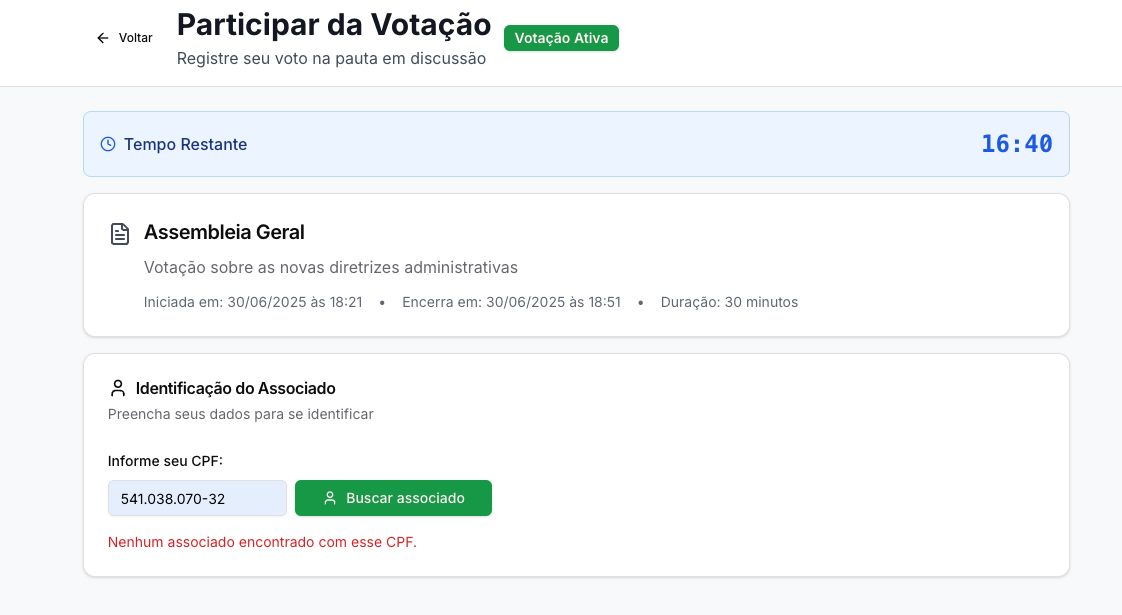 Voltar
Participar da Votação
Votação Ativa
Registre seu voto na pauta em discussão
Tempo Restante
16:40
Assembleia Geral
Votação sobre as novas diretrizes administrativas
Iniciada em: 30/06/2025 às 18:21 • Encerra em: 30/06/2025 às 18:51 • Duração: 30 minutos
Identificação do Associado
Preencha seus dados para se identificar
Informe seu CPF:
541.038.070-32
Buscar associado
Nenhum associado encontrado com esse CPF.